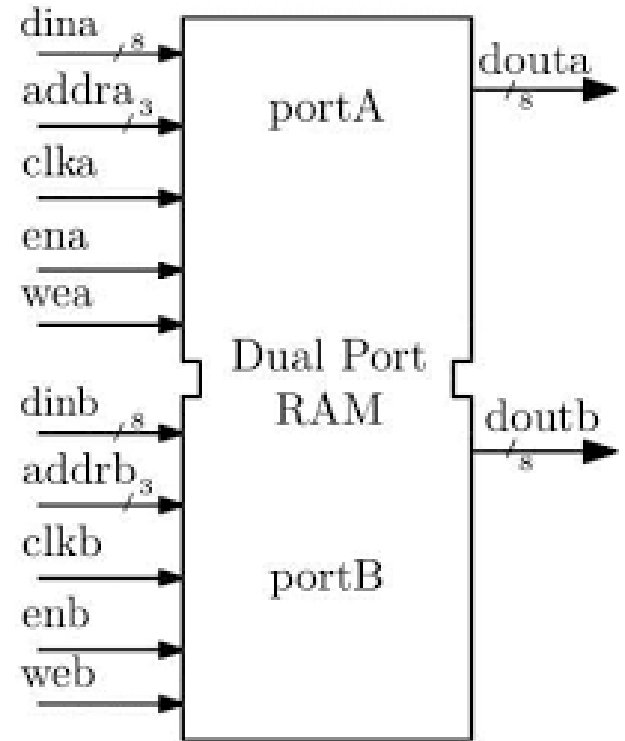 dina
8
addra
3
clka
ena
wea
dinb
8
addrb
3
clkb
enb
web
portA
Dual Port
RAM
portB
douta
8
doutb
8